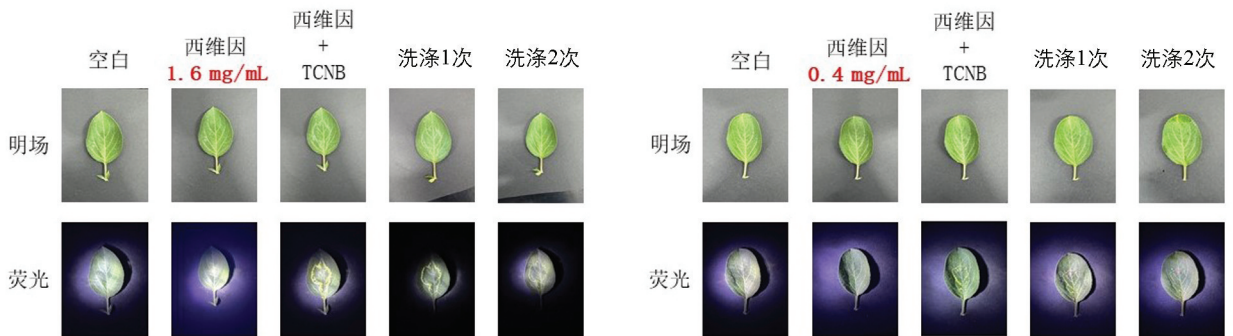 空白
西维因
1.6 mg/mL
西维因
+
TCNB
洗涤1次
洗涤2次
明场
荧光
空白
西维因
0.4 mg/mL
西维因
+
TCNB
洗涤1次
洗涤2次
明场
荧光